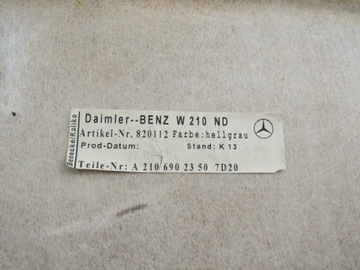 Daimler--BENZ W 210 ND
Artikel-Nr. 820112 Farbe:hellgrau
Prod-Datum: Stand: K 13
Teile-Nr: A 210 690 23 50 7D20
Benecke/Kaliko